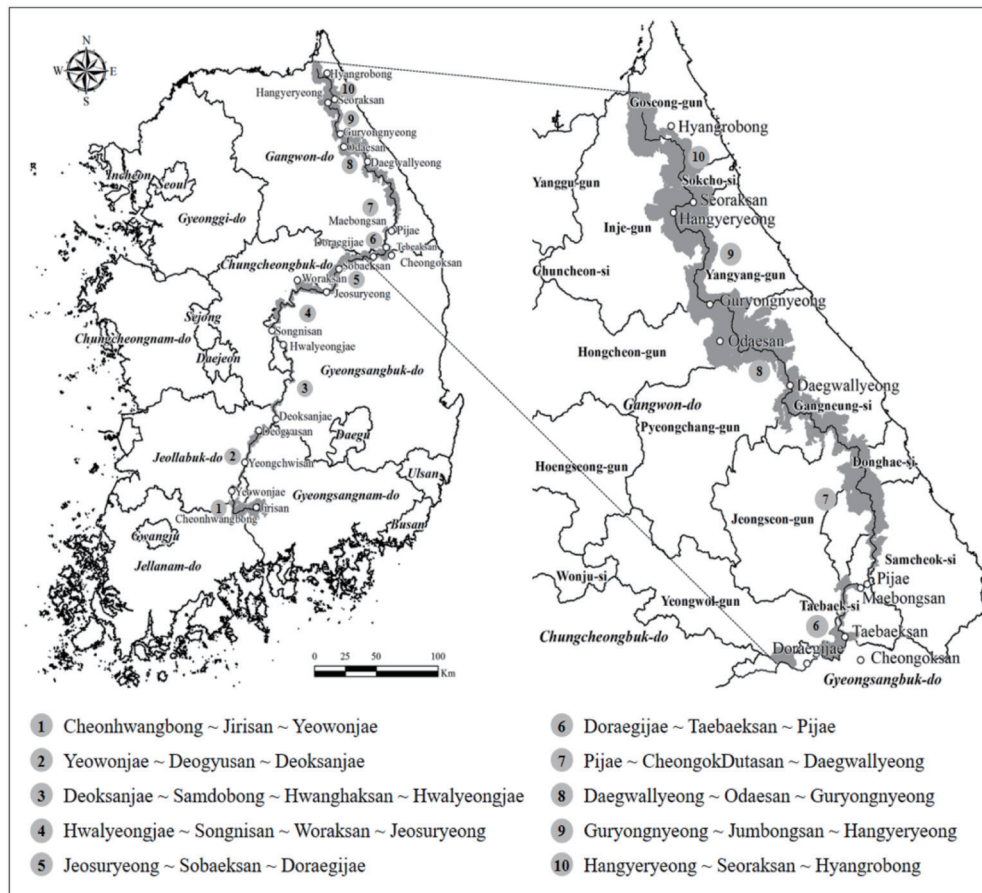 N
W
E
S
Hyangrobong
10
Hangyeryeong
Seoraksan
9
Guryongnyeong
Odaesan
Gangwon-do
8
Daegwallyeong
Incheon
Seoul
Gyeonggi-do
7
Maebongsan
Pijae
Doraegijae
6
Tebeaksan
Cheongoksan
Chungcheongbuk-do
Sobaeksan
Woraksan
5
Jeosuryeong
4
Sejong
Songnisan
Chungcheongnam-do
Hwalyeongjae
Daejeon
Gyeongsangbuk-do
3
Deoksanjae
Deogyusan
Daegu
Jeollabuk-do
2
Yeongchwisan
Ulsan
Yeowonjae
Gyeongsangnam-do
1
Jirisan
Cheonhwangbong
Busan
Gwangju
Jellanam-do
0 25 50 100
Km
Goseong-gun
Hyangrobong
10
Yanggu-gun
Sokcho-si
Seoraksan
Hangyeryeong
Inje-gun
9
Chuncheon-si
Yangyang-gun
Guryongnyeong
Odaesan
Hongcheon-gun
8
Daegwallyeong
Gangwon-do
Gangneung-si
Pyeongchang-gun
Hoengseong-gun
Donghae-si
7
Jeongseon-gun
Samcheok-si
Wonju-si
Pijae
Maebongsan
Yeongwol-gun
Taebaek-si
6
Chungcheongbuk-do
Taebaeksan
Doraegijae
Cheongoksan
Gyeongsangbuk-do
1 Cheonhwangbong ~ Jirisan ~ Yeowonjae
2 Yeowonjae ~ Deogyusan ~ Deoksanjae
3 Deoksanjae ~ Samdobong ~ Hwanghaksan ~ Hwalyeongjae
4 Hwalyeongjae ~ Songnisan ~ Woraksan ~ Jeosuryeong
5 Jeosuryeong ~ Sobaeksan ~ Doraegijae
6 Doraegijae ~ Taebaeksan ~ Pijae
7 Pijae ~ CheongokDutasan ~ Daegwallyeong
8 Daegwallyeong ~ Odaesan ~ Guryongnyeong
9 Guryongnyeong ~ Jumbongsan ~ Hangyeryeong
10 Hangyeryeong ~ Seoraksan ~ Hyangrobong